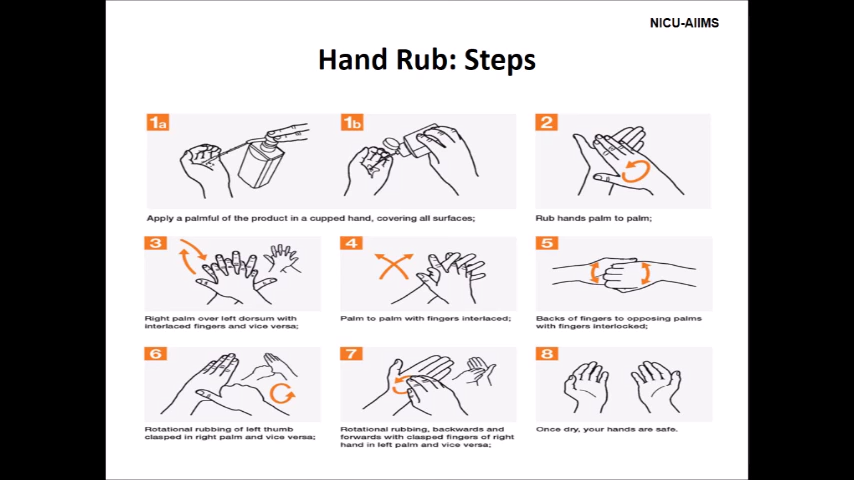 NICU-AIIMS
Hand Rub: Steps
1a
1b
2
Apply a palmful of the product in a cupped hand, covering all surfaces;
Rub hands palm to palm;
3
4
5
Right palm over left dorsum with
interlaced fingers and vice versa;
Palm to palm with fingers interlaced;
Backs of fingers to opposing palms
with fingers interlocked;
6
7
8
Rotational rubbing of left thumb
clasped in right palm and vice versa;
Rotational rubbing, backwards and
forwards with clasped fingers of right
hand in left palm and vice versa;
Once dry, your hands are safe.